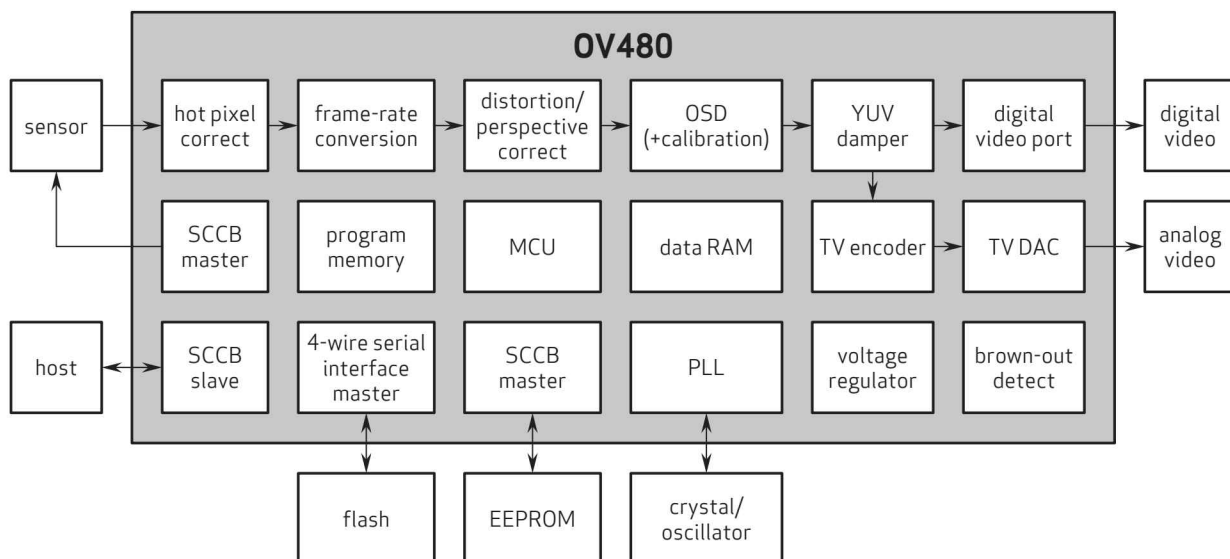 OV480
sensor
hot pixel
correct
frame-rate
conversion
distortion/
perspective
correct
OSD
(+calibration)
YUV
damper
digital
video port
digital
video
SCCB
master
program
memory
MCU
data RAM
TV encoder
TV DAC
analog
video
host
SCCB
slave
4-wire serial
interface
master
SCCB
master
PLL
voltage
regulator
brown-out
detect
flash
EEPROM
crystal/
oscillator